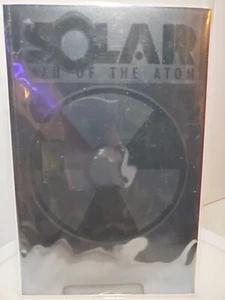 SOLAR
MAN OF THE ATOM